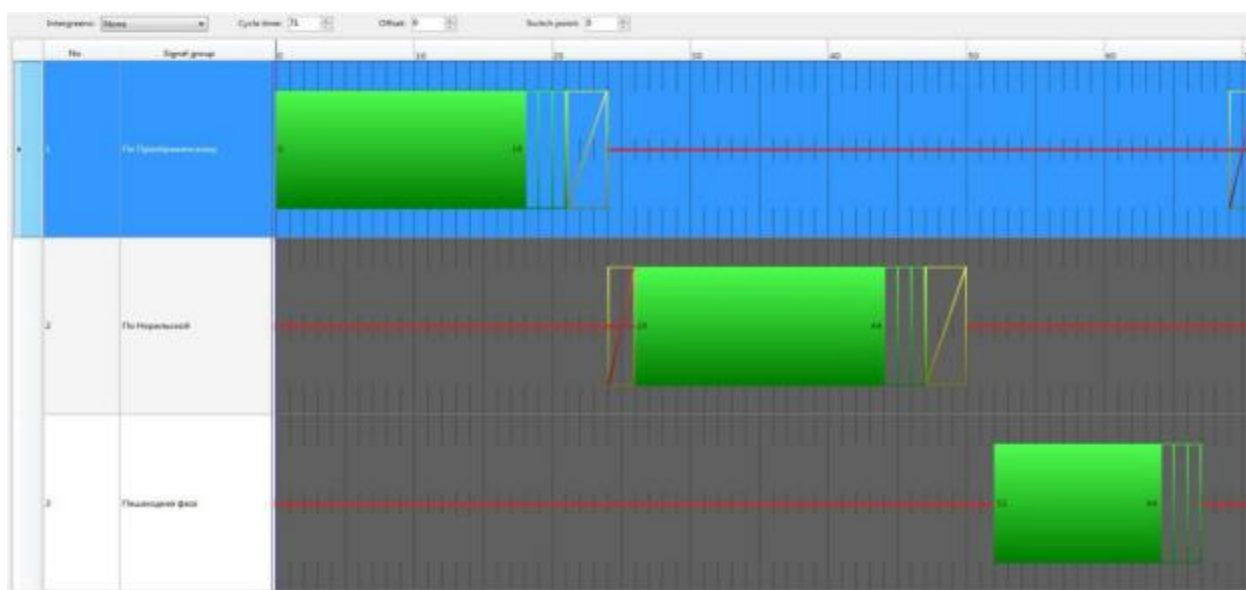 Intergreens: None Cycle time: 71 Offset: 0 Switch point: 0
No Signal group 0 10 20 30 40 50 60
1 0 18
2 По Норильской 26 44
3 Пешеходная фаза 52 64